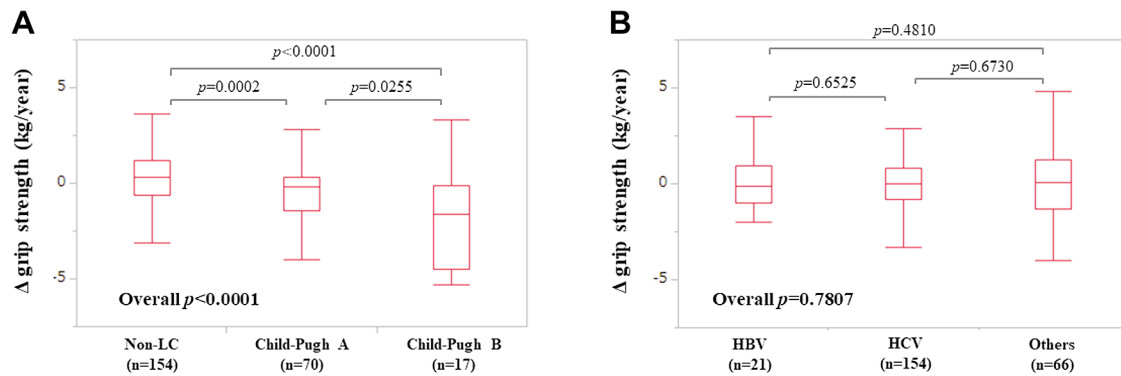 A
p<0.0001
p=0.0002
p=0.0255
Δ grip strength (kg/year)
5
0
-5
Overall p<0.0001
Non-LC
(n=154)
Child-Pugh A
(n=70)
Child-Pugh B
(n=17)
B
p=0.4810
p=0.6525
p=0.6730
Δ grip strength (kg/year)
5
0
-5
Overall p=0.7807
HBV
(n=21)
HCV
(n=154)
Others
(n=66)